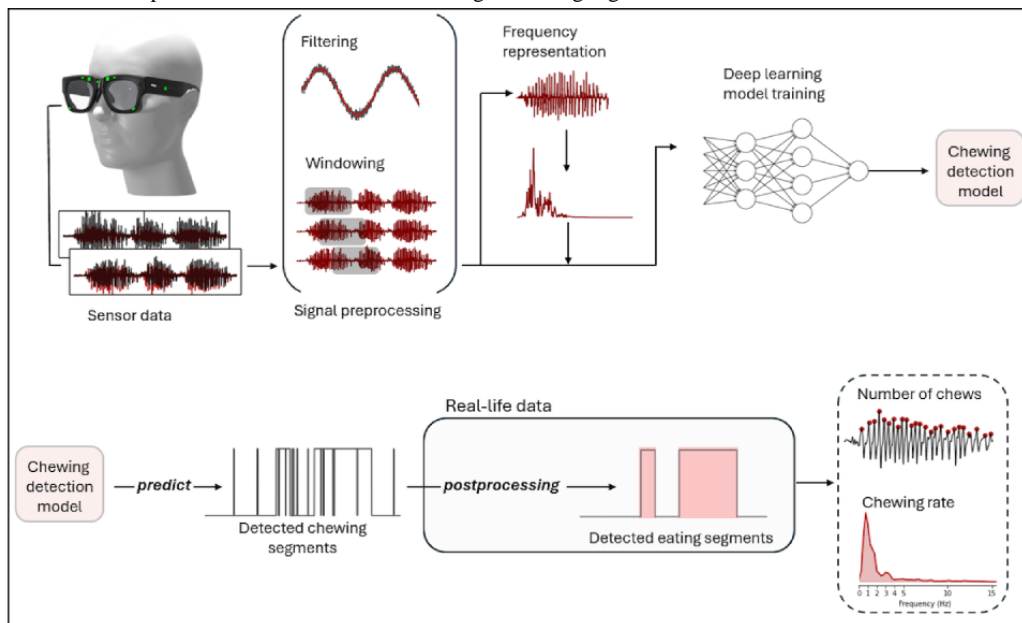 Filtering
Windowing
Signal preprocessing
Sensor data
Frequency
representation
Deep learning
model training
Chewing
detection
model
Chewing
detection
model
predict
Detected chewing
segments
Real-life data
postprocessing
Detected eating segments
Number of chews
Chewing rate
0 1 2 3 4 5 10 15
Frequency (Hz)